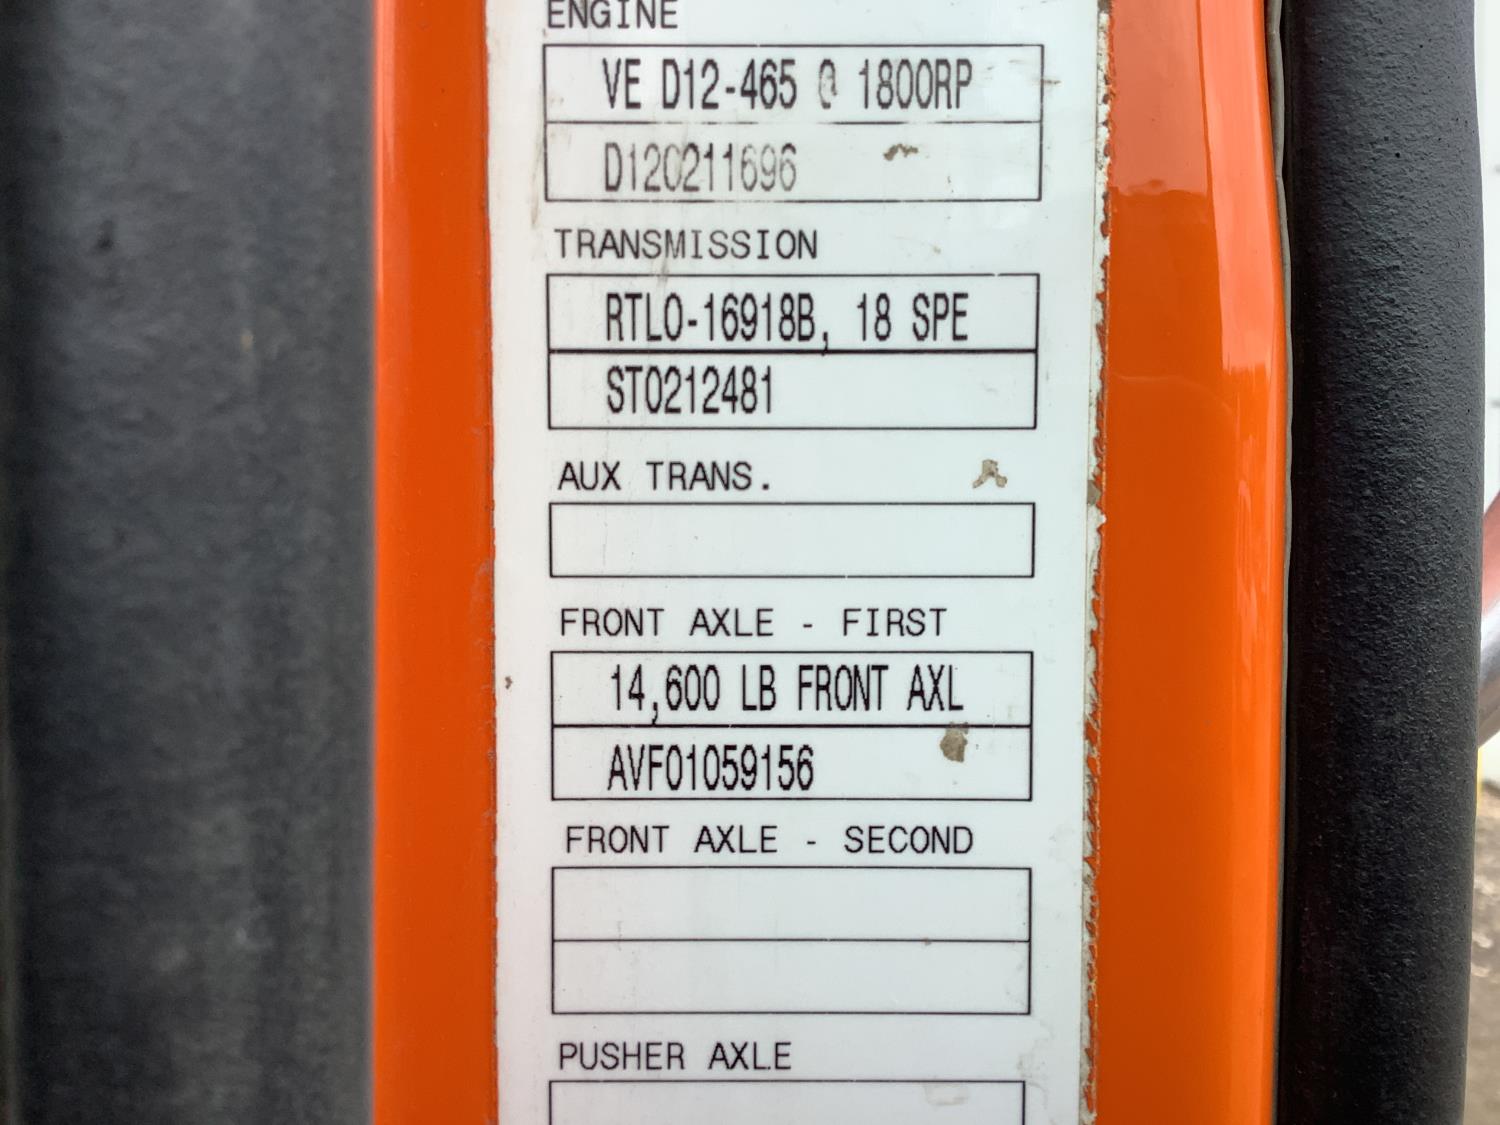 ENGINE
VE D12-465 @ 1800RP
D120211696
TRANSMISSION
RTLO-16918B, 18 SPE
ST0212481
AUX TRANS.
FRONT AXLE - FIRST
14,600 LB FRONT AXL
AVF01059156
FRONT AXLE - SECOND
PUSHER AXLE